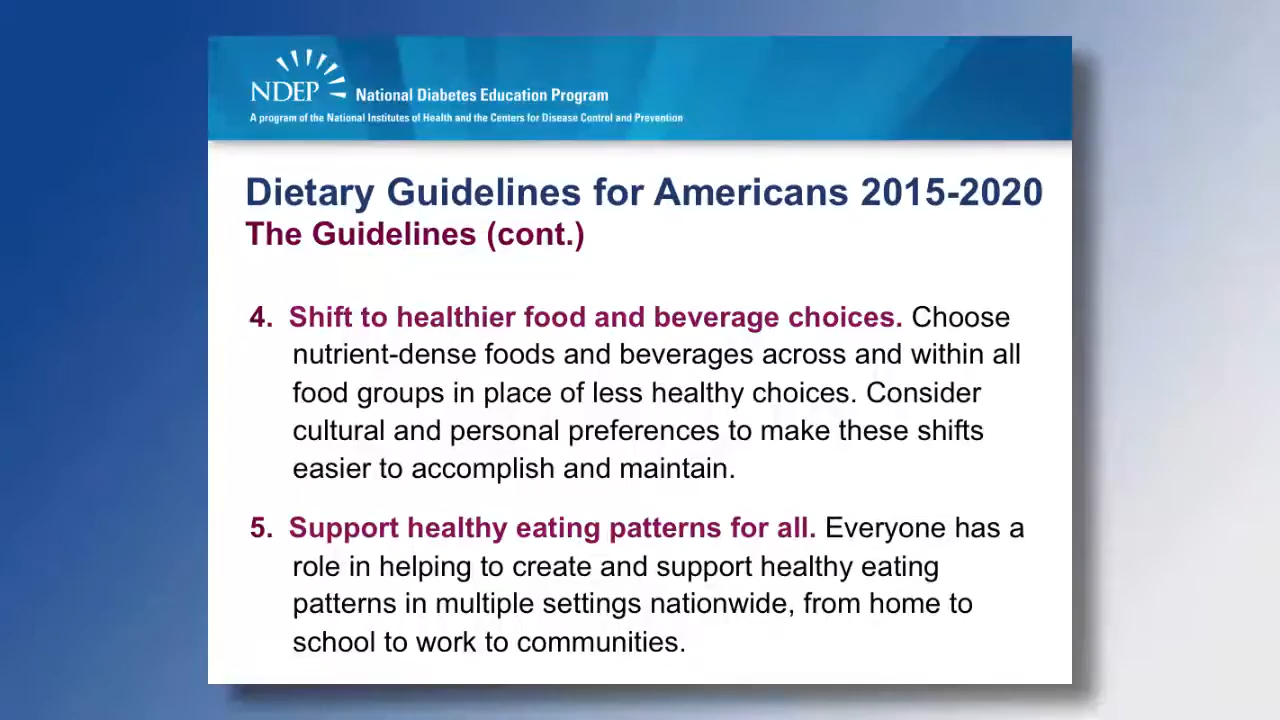 NDEP National Diabetes Education Program
A program of the National Institutes of Health and the Centers for Disease Control and Prevention
Dietary Guidelines for Americans 2015-2020
The Guidelines (cont.)
4. Shift to healthier food and beverage choices. Choose
nutrient-dense foods and beverages across and within all
food groups in place of less healthy choices. Consider
cultural and personal preferences to make these shifts
easier to accomplish and maintain.
5. Support healthy eating patterns for all. Everyone has a
role in helping to create and support healthy eating
patterns in multiple settings nationwide, from home to
school to work to communities.